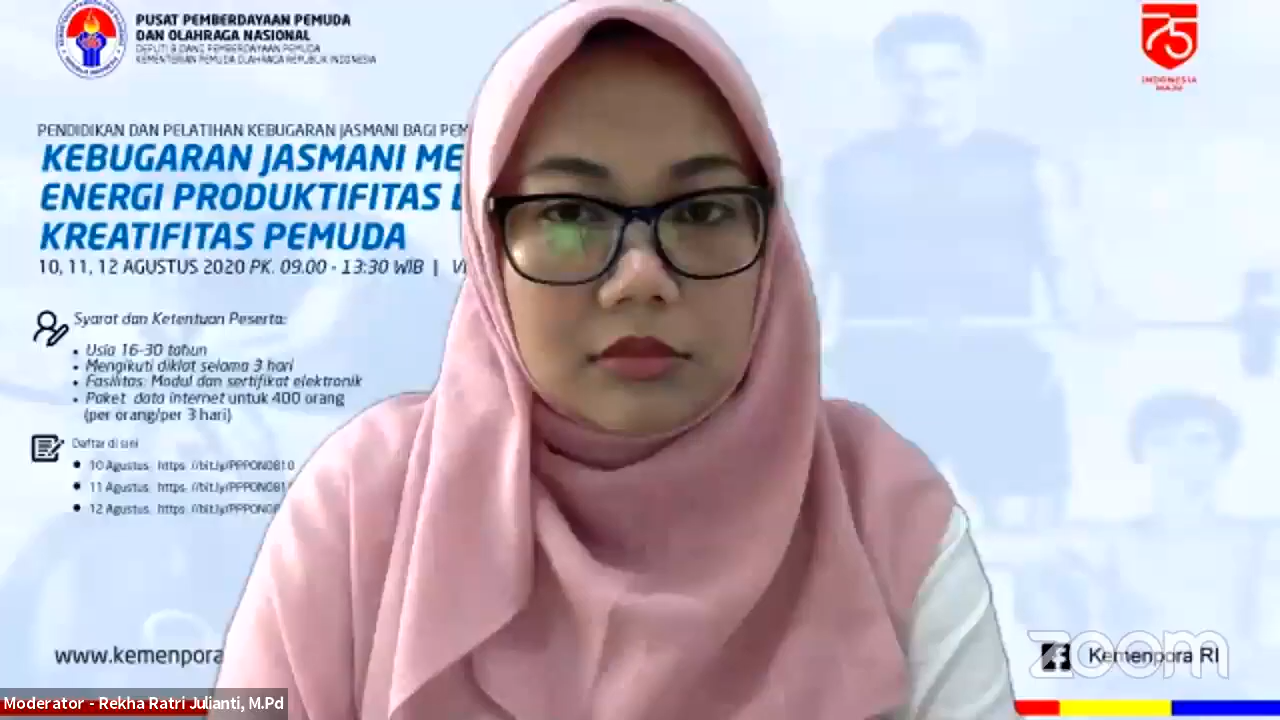 PUSAT PEMBERDAYAAN PEMUDA
DAN OLAHRAGA NASIONAL
DEPUTI BIDANG PEMBERDAYAAN PEMUDA
KEMENTERIAN PEMUDA OLAHRAGA REPUBLIK INDONESIA
75
INDONESIA
MAJU
PENDIDIKAN DAN PELATIHAN KEBUGARAN JASMANI BAGI PEM
KEBUGARAN JASMANI ME
ENERGI PRODUKTIFITAS
KREATIFITAS PEMUDA
10, 11, 12 AGUSTUS 2020 PK. 09.00 - 13:30 WIB |
Syarat dan Ketentuan Peserta:
• Usia 16-30 tahun
• Mengikuti diklat selama 3 hari
• Fasilitas: Modul dan sertifikat elektronik
• Paket data internet untuk 400 orang
(per orang/per 3 hari)
Daftar di sini
• 10 Agustus https://bit.ly/PPPON0810
• 11 Agustus https://bit.ly/PPPON081
• 12 Agustus https://bit.ly/PPPON0
www.kemenpora
zoom
Kemenpora RI
Moderator - Rekha Ratri Julianti, M.Pd